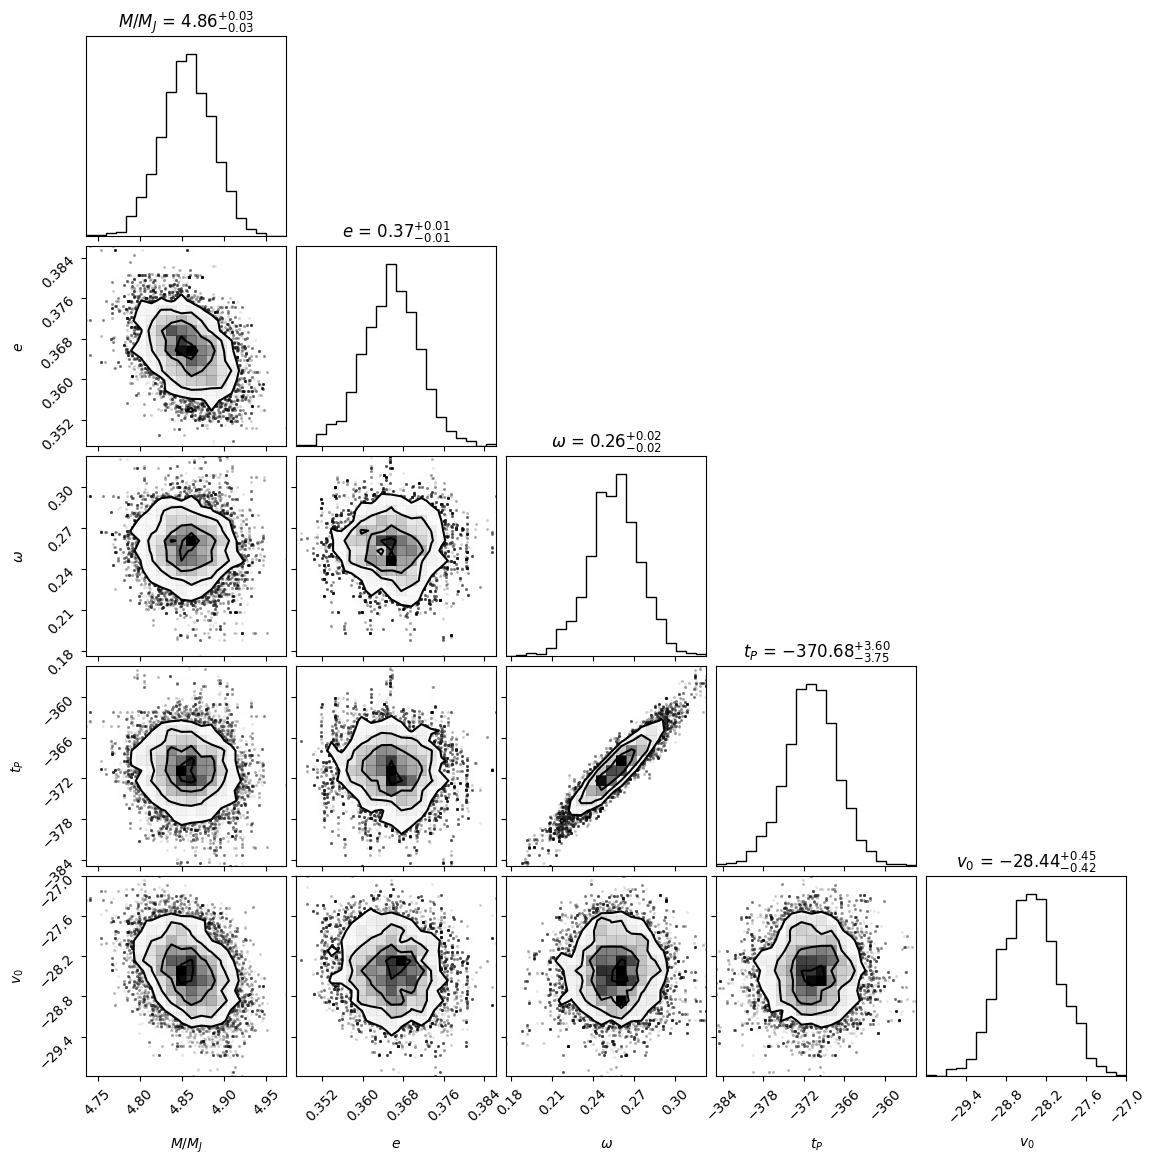 M/M_J = 4.86^{+0.03}_{−0.03}
e = 0.37^{+0.01}_{−0.01}
0.384
0.376
0.368
0.360
0.352
e
ω = 0.26^{+0.02}_{−0.02}
0.30
0.27
0.24
0.21
0.18
ω
t_P = −370.68^{+3.60}_{−3.75}
−360
−366
−372
−378
−384
t_P
v_0 = −28.44^{+0.45}_{−0.42}
−27.0
−27.6
−28.2
−28.8
−29.4
v_0
4.75 4.80 4.85 4.90 4.95 0.352 0.360 0.368 0.376 0.384 0.18 0.21 0.24 0.27 0.30 −384 −378 −372 −366 −360 −29.4 −28.8 −28.2 −27.6 −27.0
M/M_J e ω t_P v_0